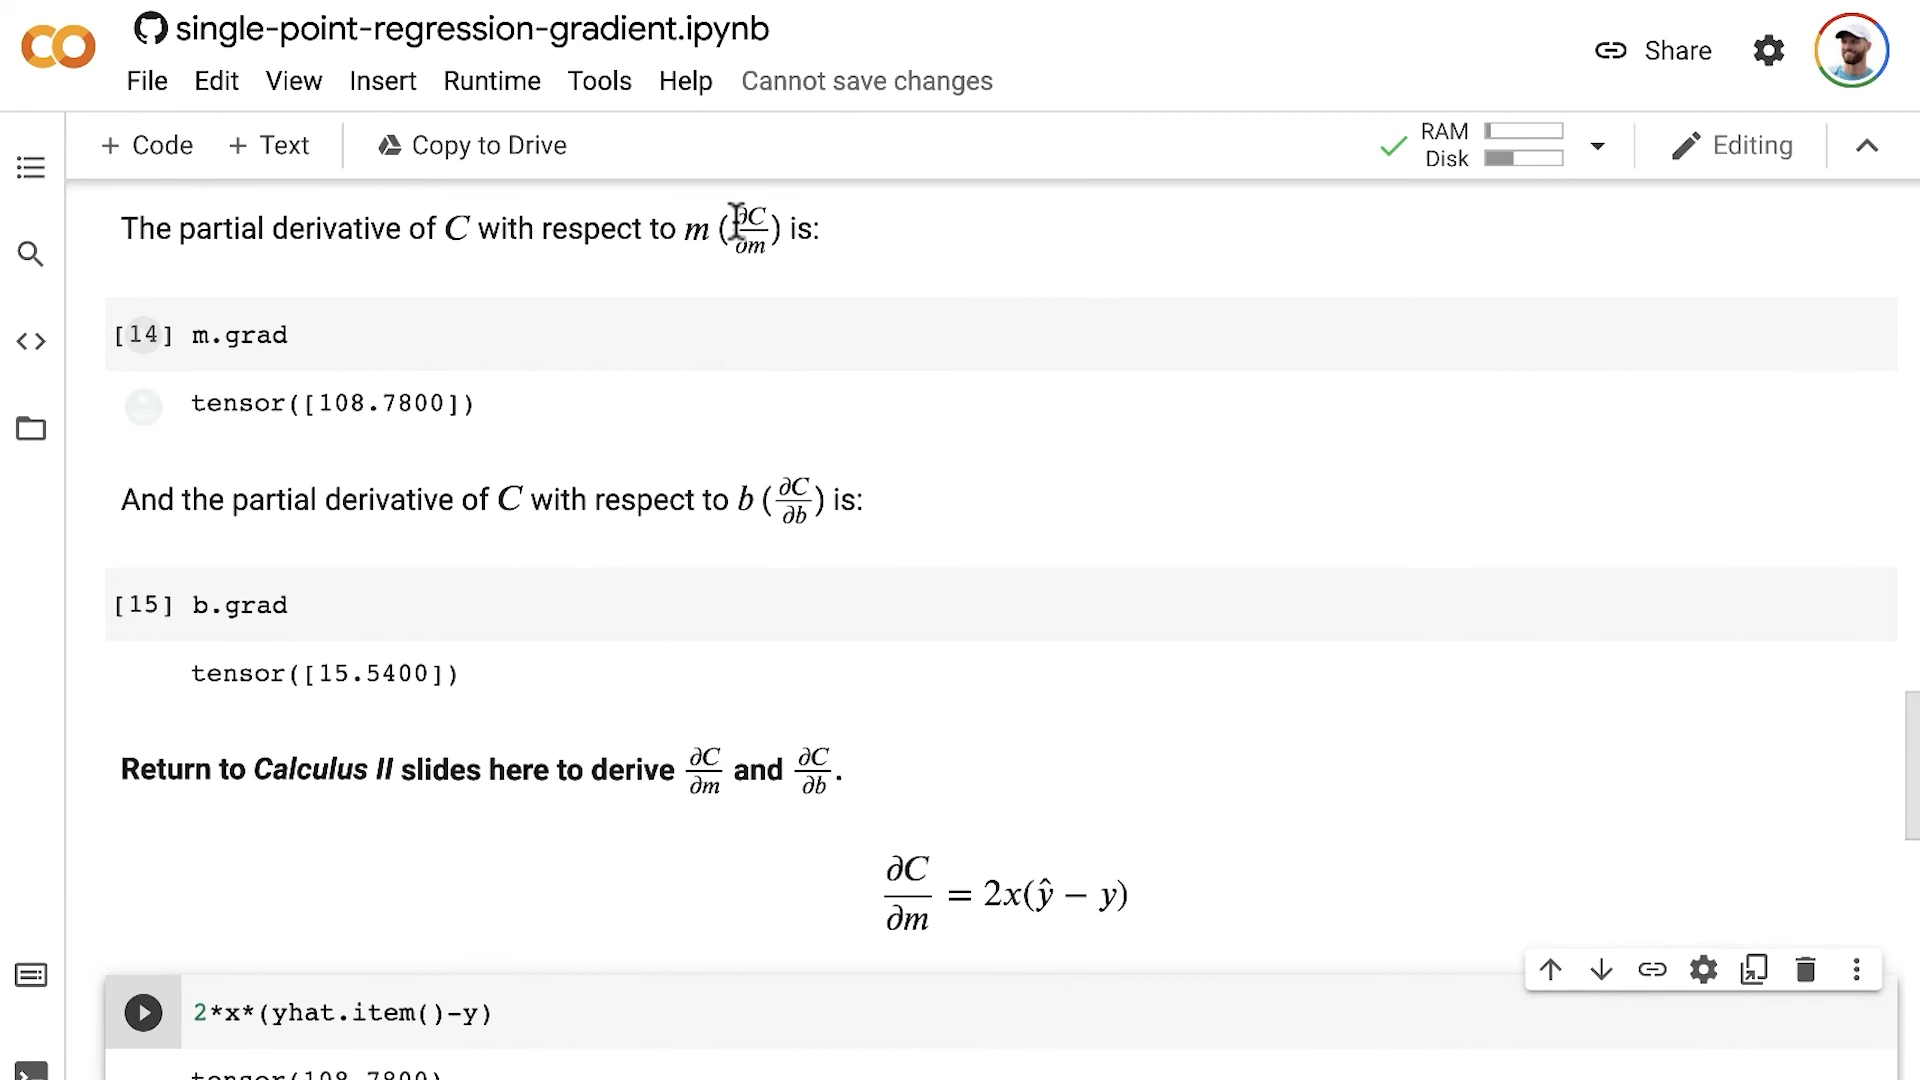 single-point-regression-gradient.ipynb
Share
File Edit View Insert Runtime Tools Help Cannot save changes
+ Code + Text Copy to Drive
RAM
Disk
Editing
The partial derivative of C with respect to m (∂C/∂m) is:
[14] m.grad
tensor([108.7800])
And the partial derivative of C with respect to b (∂C/∂b) is:
[15] b.grad
tensor([15.5400])
Return to Calculus II slides here to derive ∂C/∂m and ∂C/∂b.
∂C/∂m = 2x(ŷ − y)
2*x*(yhat.item()-y)
tensor(108.7800)